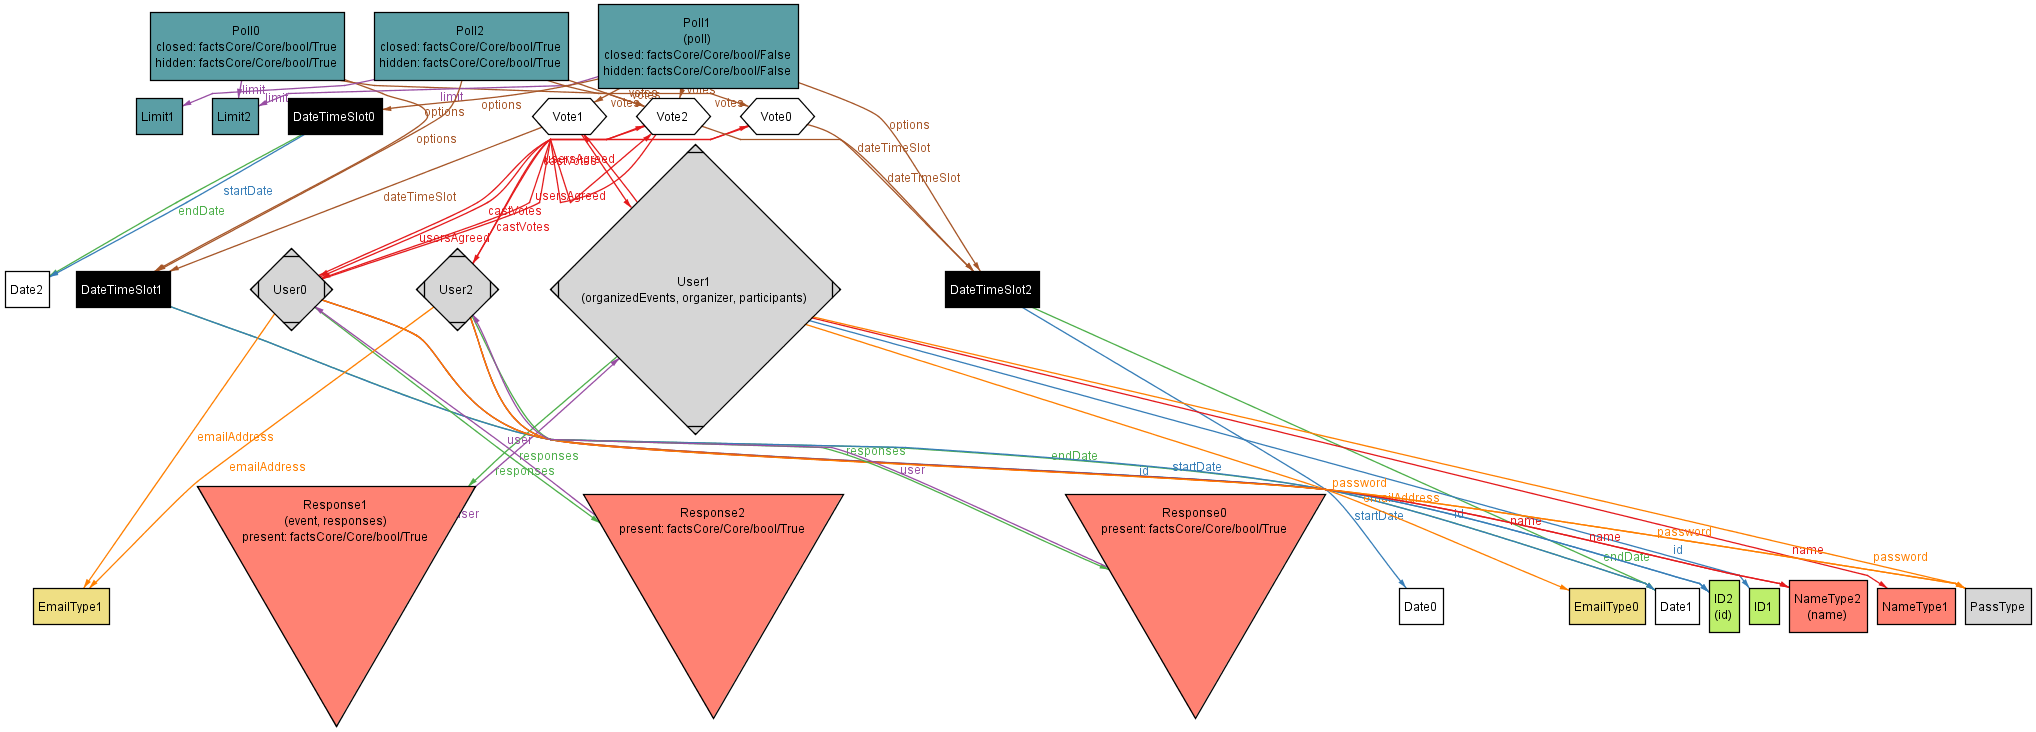 Poll0
closed: factsCore/Core/bool/True
hidden: factsCore/Core/bool/True
Poll2
closed: factsCore/Core/bool/True
hidden: factsCore/Core/bool/True
Poll1
(poll)
closed: factsCore/Core/bool/False
hidden: factsCore/Core/bool/False
limit
limit
limit
votes
votes
votes
votes
votes
options
options
options
options
Limit1
Limit2
DateTimeSlot0
Vote1
Vote2
Vote0
dateTimeSlot
usersAgreed
castVotes
dateTimeSlot
startDate
dateTimeSlot
usersAgreed
endDate
castVotes
castVotes
usersAgreed
Date2
DateTimeSlot1
User0
User2
User1
(organizedEvents, organizer, participants)
DateTimeSlot2
emailAddress
user
responses
responses
endDate
emailAddress
responses
user
id
startDate
password
emailAddress
user
id
startDate
name
password
name
id
endDate
name
password
Response1
(event, responses)
present: factsCore/Core/bool/True
Response2
present: factsCore/Core/bool/True
Response0
present: factsCore/Core/bool/True
EmailType1
Date0
EmailType0
Date1
ID2
(id)
ID1
NameType2
(name)
NameType1
PassType